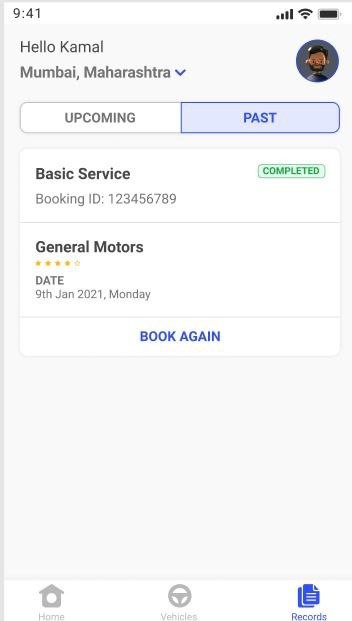 9:41
Hello Kamal
Mumbai, Maharashtra
UPCOMING
PAST
Basic Service
COMPLETED
Booking ID: 123456789
General Motors
DATE
9th Jan 2021, Monday
BOOK AGAIN
Home
Vehicles
Records